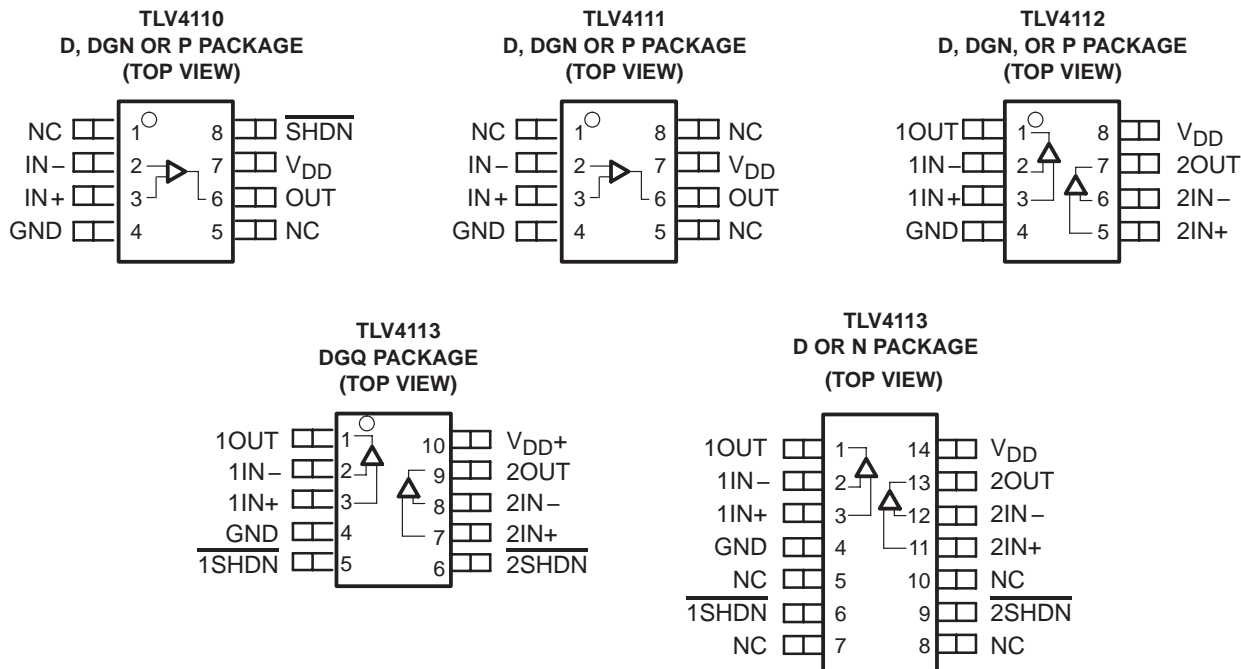 TLV4110
D, DGN OR P PACKAGE
(TOP VIEW)
NC 1 8 SHDN
IN− 2 7 VDD
IN+ 3 6 OUT
GND 4 5 NC
TLV4111
D, DGN OR P PACKAGE
(TOP VIEW)
NC 1 8 NC
IN− 2 7 VDD
IN+ 3 6 OUT
GND 4 5 NC
TLV4112
D, DGN, OR P PACKAGE
(TOP VIEW)
1OUT 1 8 VDD
1IN− 2 7 2OUT
1IN+ 3 6 2IN−
GND 4 5 2IN+
TLV4113
DGQ PACKAGE
(TOP VIEW)
1OUT 1 10 VDD+
1IN− 2 9 2OUT
1IN+ 3 8 2IN−
GND 4 7 2IN+
1SHDN 5 6 2SHDN
TLV4113
D OR N PACKAGE
(TOP VIEW)
1OUT 1 14 VDD
1IN− 2 13 2OUT
1IN+ 3 12 2IN−
GND 4 11 2IN+
NC 5 10 NC
1SHDN 6 9 2SHDN
NC 7 8 NC